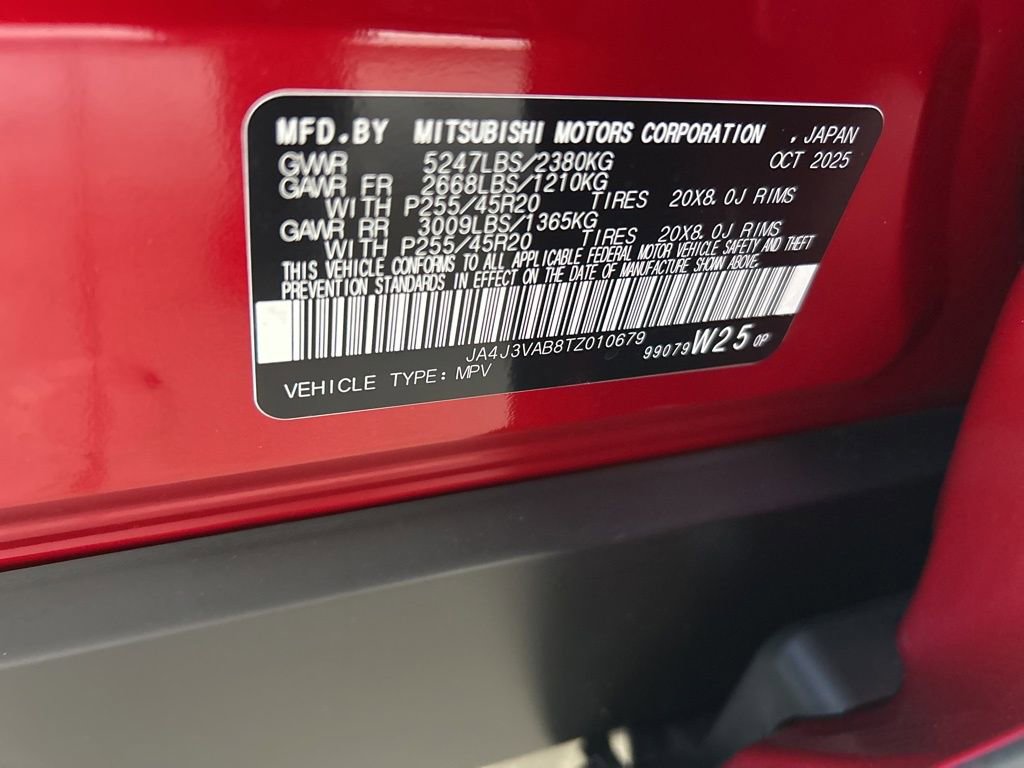 MFD.BY MITSUBISHI MOTORS CORPORATION , JAPAN
OCT 2025
GVWR 5247LBS/2380KG
GAWR FR 2668LBS/1210KG
WITH P255/45R20 TIRES 20X8.0J RIMS
GAWR RR 3009LBS/1365KG
WITH P255/45R20 TIRES 20X8.0J RIMS
THIS VEHICLE CONFORMS TO ALL APPLICABLE FEDERAL MOTOR VEHICLE SAFETY AND THEFT
PREVENTION STANDARDS IN EFFECT ON THE DATE OF MANUFACTURE SHOWN ABOVE.
JA4J3VAB8TZ010679
99079 W25 0P
VEHICLE TYPE: MPV